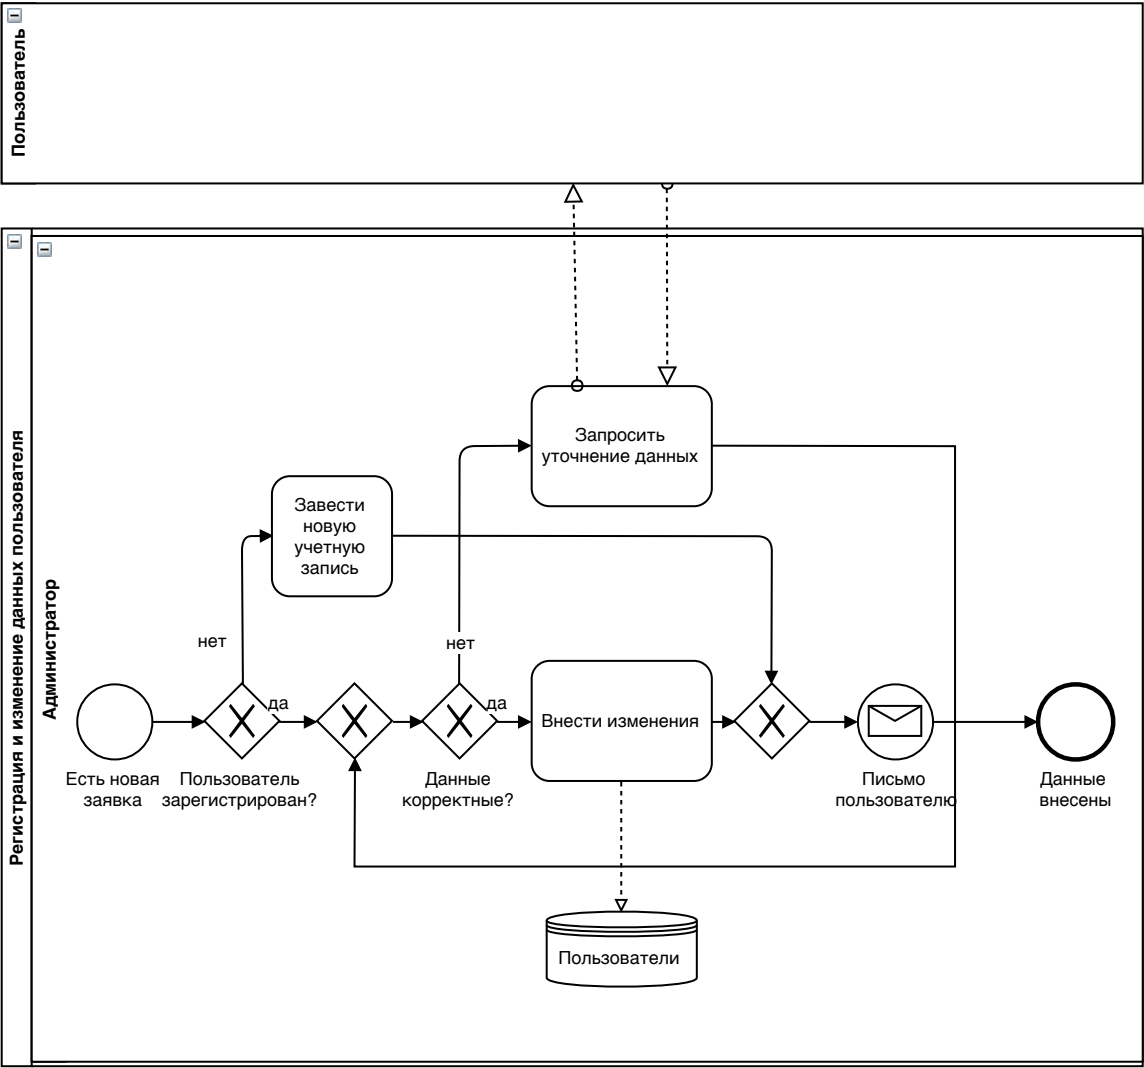 Пользователь
Регистрация и изменение данных пользователя
Администратор
Запросить
уточнение данных
Завести
новую
учетную
запись
нет
нет
да
да
Внести изменения
Есть новая
заявка
Пользователь
зарегистрирован?
Данные
корректные?
Письмо
пользователю
Данные
внесены
Пользователи